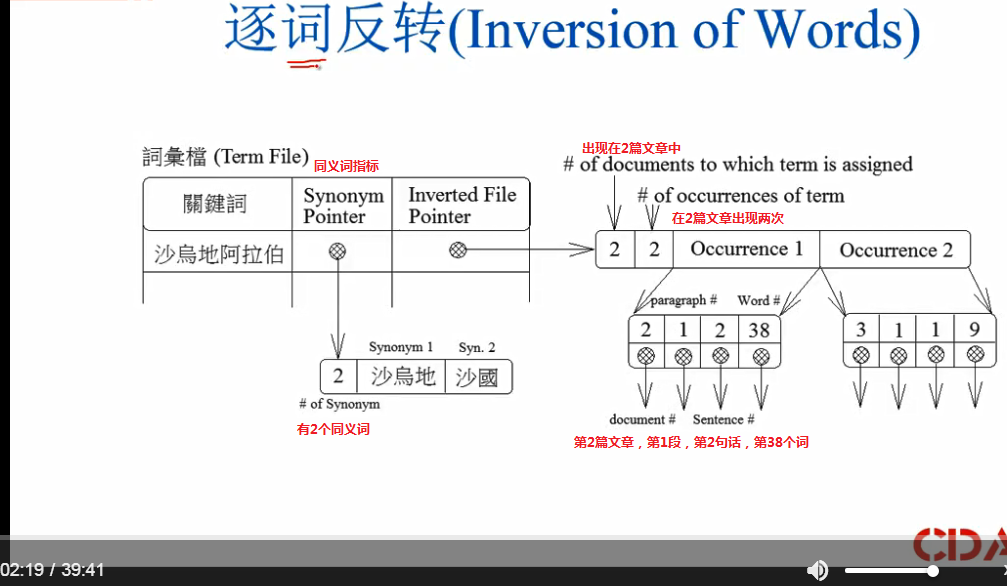 逐词反转(Inversion of Words)
詞彙檔 (Term File)
同义词指标
出现在2篇文章中
# of documents to which term is assigned
# of occurrences of term
在2篇文章出现两次
關鍵詞
Synonym Pointer
Inverted File Pointer
沙烏地阿拉伯
2 2 Occurrence 1 Occurrence 2
paragraph # Word #
2 1 2 38
3 1 1 9
document # Sentence #
第2篇文章，第1段，第2句话，第38个词
Synonym 1 Syn. 2
2 沙烏地 沙國
# of Synonym
有2个同义词
CDA
02:19 / 39:41